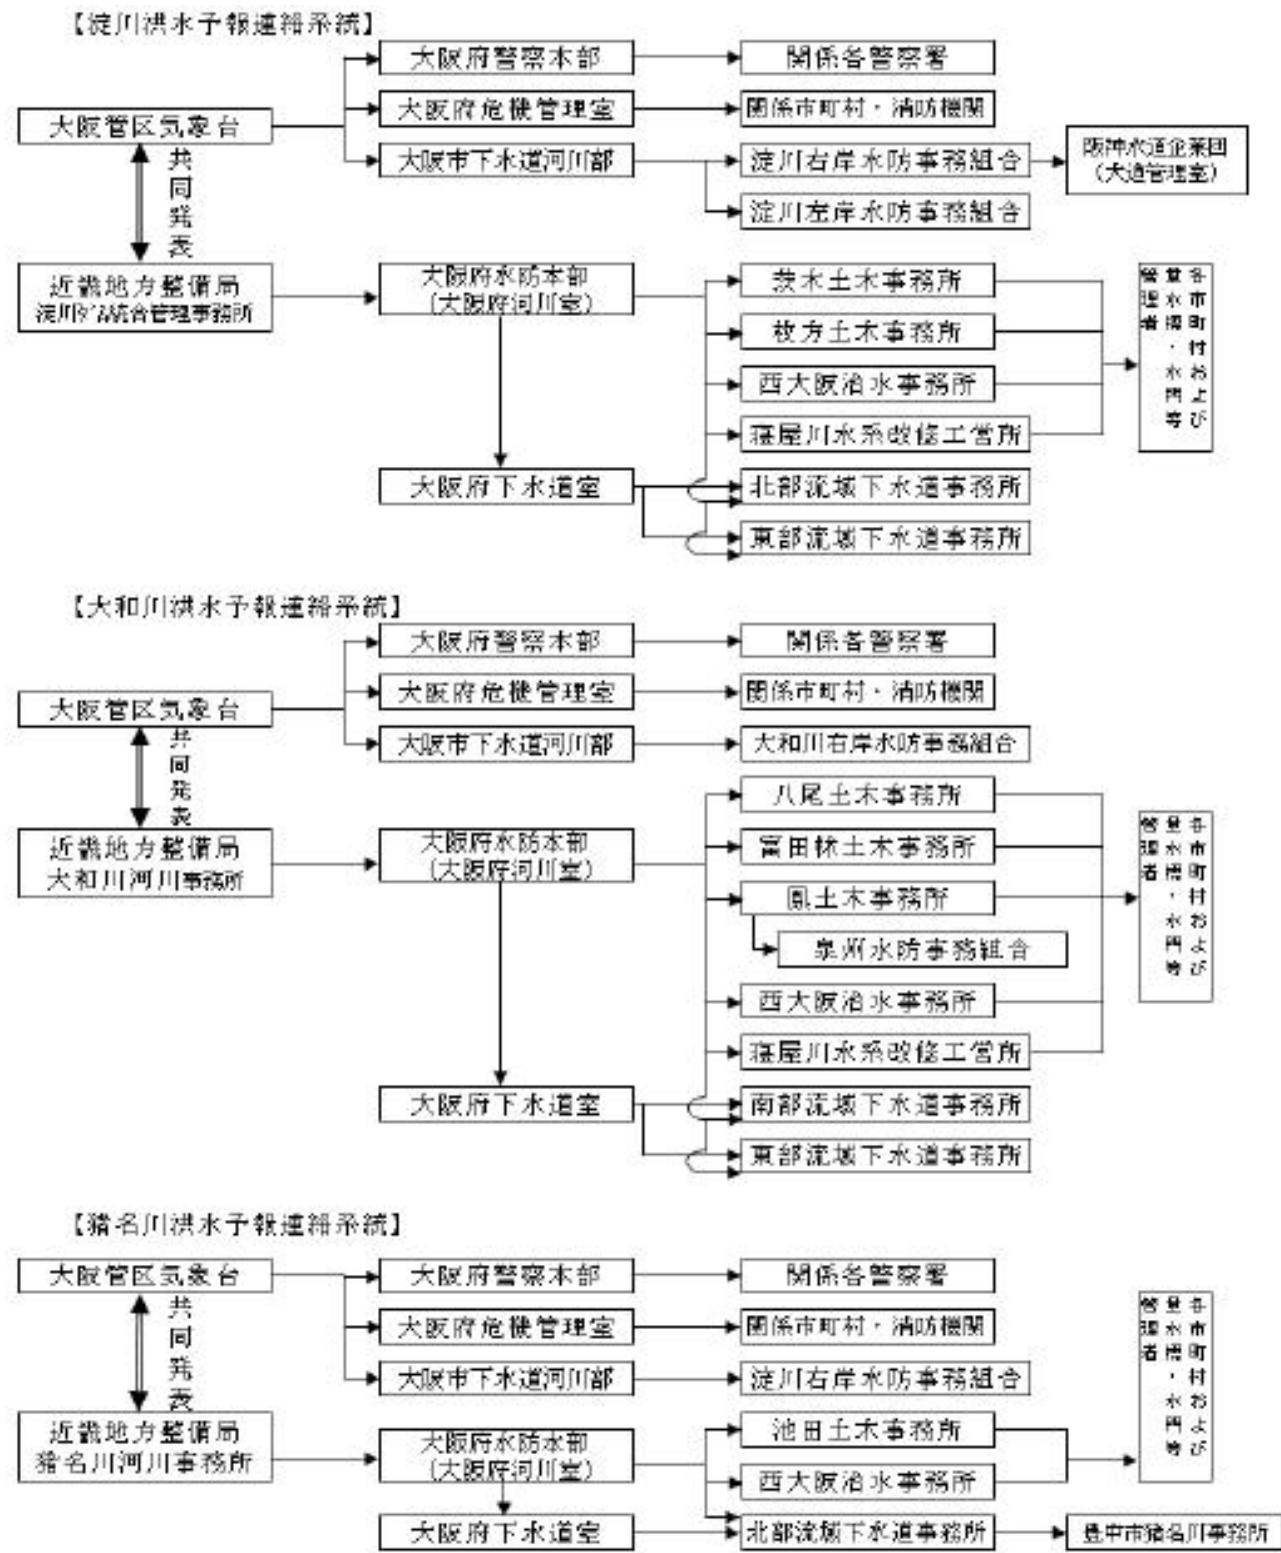 【淀川洪水予報連絡系統】
大阪府警察本部
関係各警察署
大阪管区気象台
大阪府危機管理室
関係市町村・消防機関
大阪市下水道河川部
淀川右岸水防事務組合
阪神水道企業団
（大道管理室）
淀川左岸水防事務組合
共同発表
近畿地方整備局
淀川ダム統合管理事務所
大阪府水防本部
（大阪府河川室）
茨木土木事務所
枚方土木事務所
西大阪治水事務所
寝屋川水系改修工営所
各市町村および
量水標・水門等
管理者
大阪府下水道室
北部流域下水道事務所
東部流域下水道事務所
【大和川洪水予報連絡系統】
大阪府警察本部
関係各警察署
大阪管区気象台
大阪府危機管理室
関係市町村・消防機関
大阪市下水道河川部
大和川右岸水防事務組合
共同発表
近畿地方整備局
大和川河川事務所
大阪府水防本部
（大阪府河川室）
八尾土木事務所
富田林土木事務所
鳳土木事務所
泉州水防事務組合
西大阪治水事務所
寝屋川水系改修工営所
各市町村および
量水標・水門等
管理者
大阪府下水道室
南部流域下水道事務所
東部流域下水道事務所
【猪名川洪水予報連絡系統】
大阪管区気象台
大阪府警察本部
関係各警察署
大阪府危機管理室
関係市町村・消防機関
大阪市下水道河川部
淀川右岸水防事務組合
共同発表
近畿地方整備局
猪名川河川事務所
大阪府水防本部
（大阪府河川室）
池田土木事務所
西大阪治水事務所
各市町村および
量水標・水門等
管理者
大阪府下水道室
北部流域下水道事務所
豊中市猪名川事務所